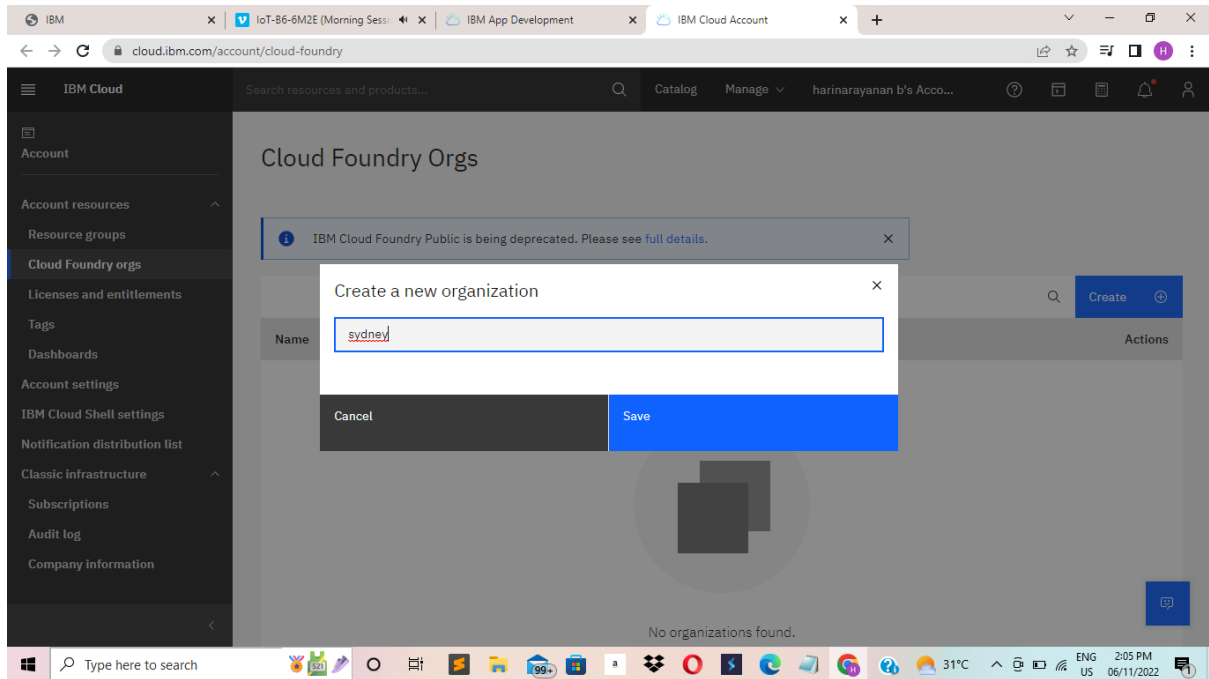 IBM
IoT-B6-6M2E (Morning Sessi
IBM App Development
IBM Cloud Account
cloud.ibm.com/account/cloud-foundry
H
IBM Cloud
Search resources and products...
Catalog
Manage
harinarayanan b's Acco...
Account
Cloud Foundry Orgs
Account resources
Resource groups
IBM Cloud Foundry Public is being deprecated. Please see full details.
Cloud Foundry orgs
Create a new organization
Licenses and entitlements
Create
Tags
sydney
Name
Actions
Dashboards
Account settings
IBM Cloud Shell settings
Cancel
Save
Notification distribution list
Classic infrastructure
Subscriptions
Audit log
Company information
No organizations found.
Type here to search
99+
a
31°C
ENG
US
2:05 PM
06/11/2022